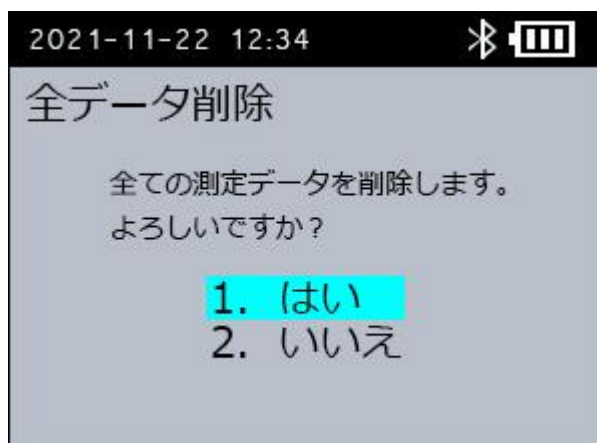 2021-11-22 12:34
全データ削除
全ての測定データを削除します。
よろしいですか？
1. はい
2. いいえ